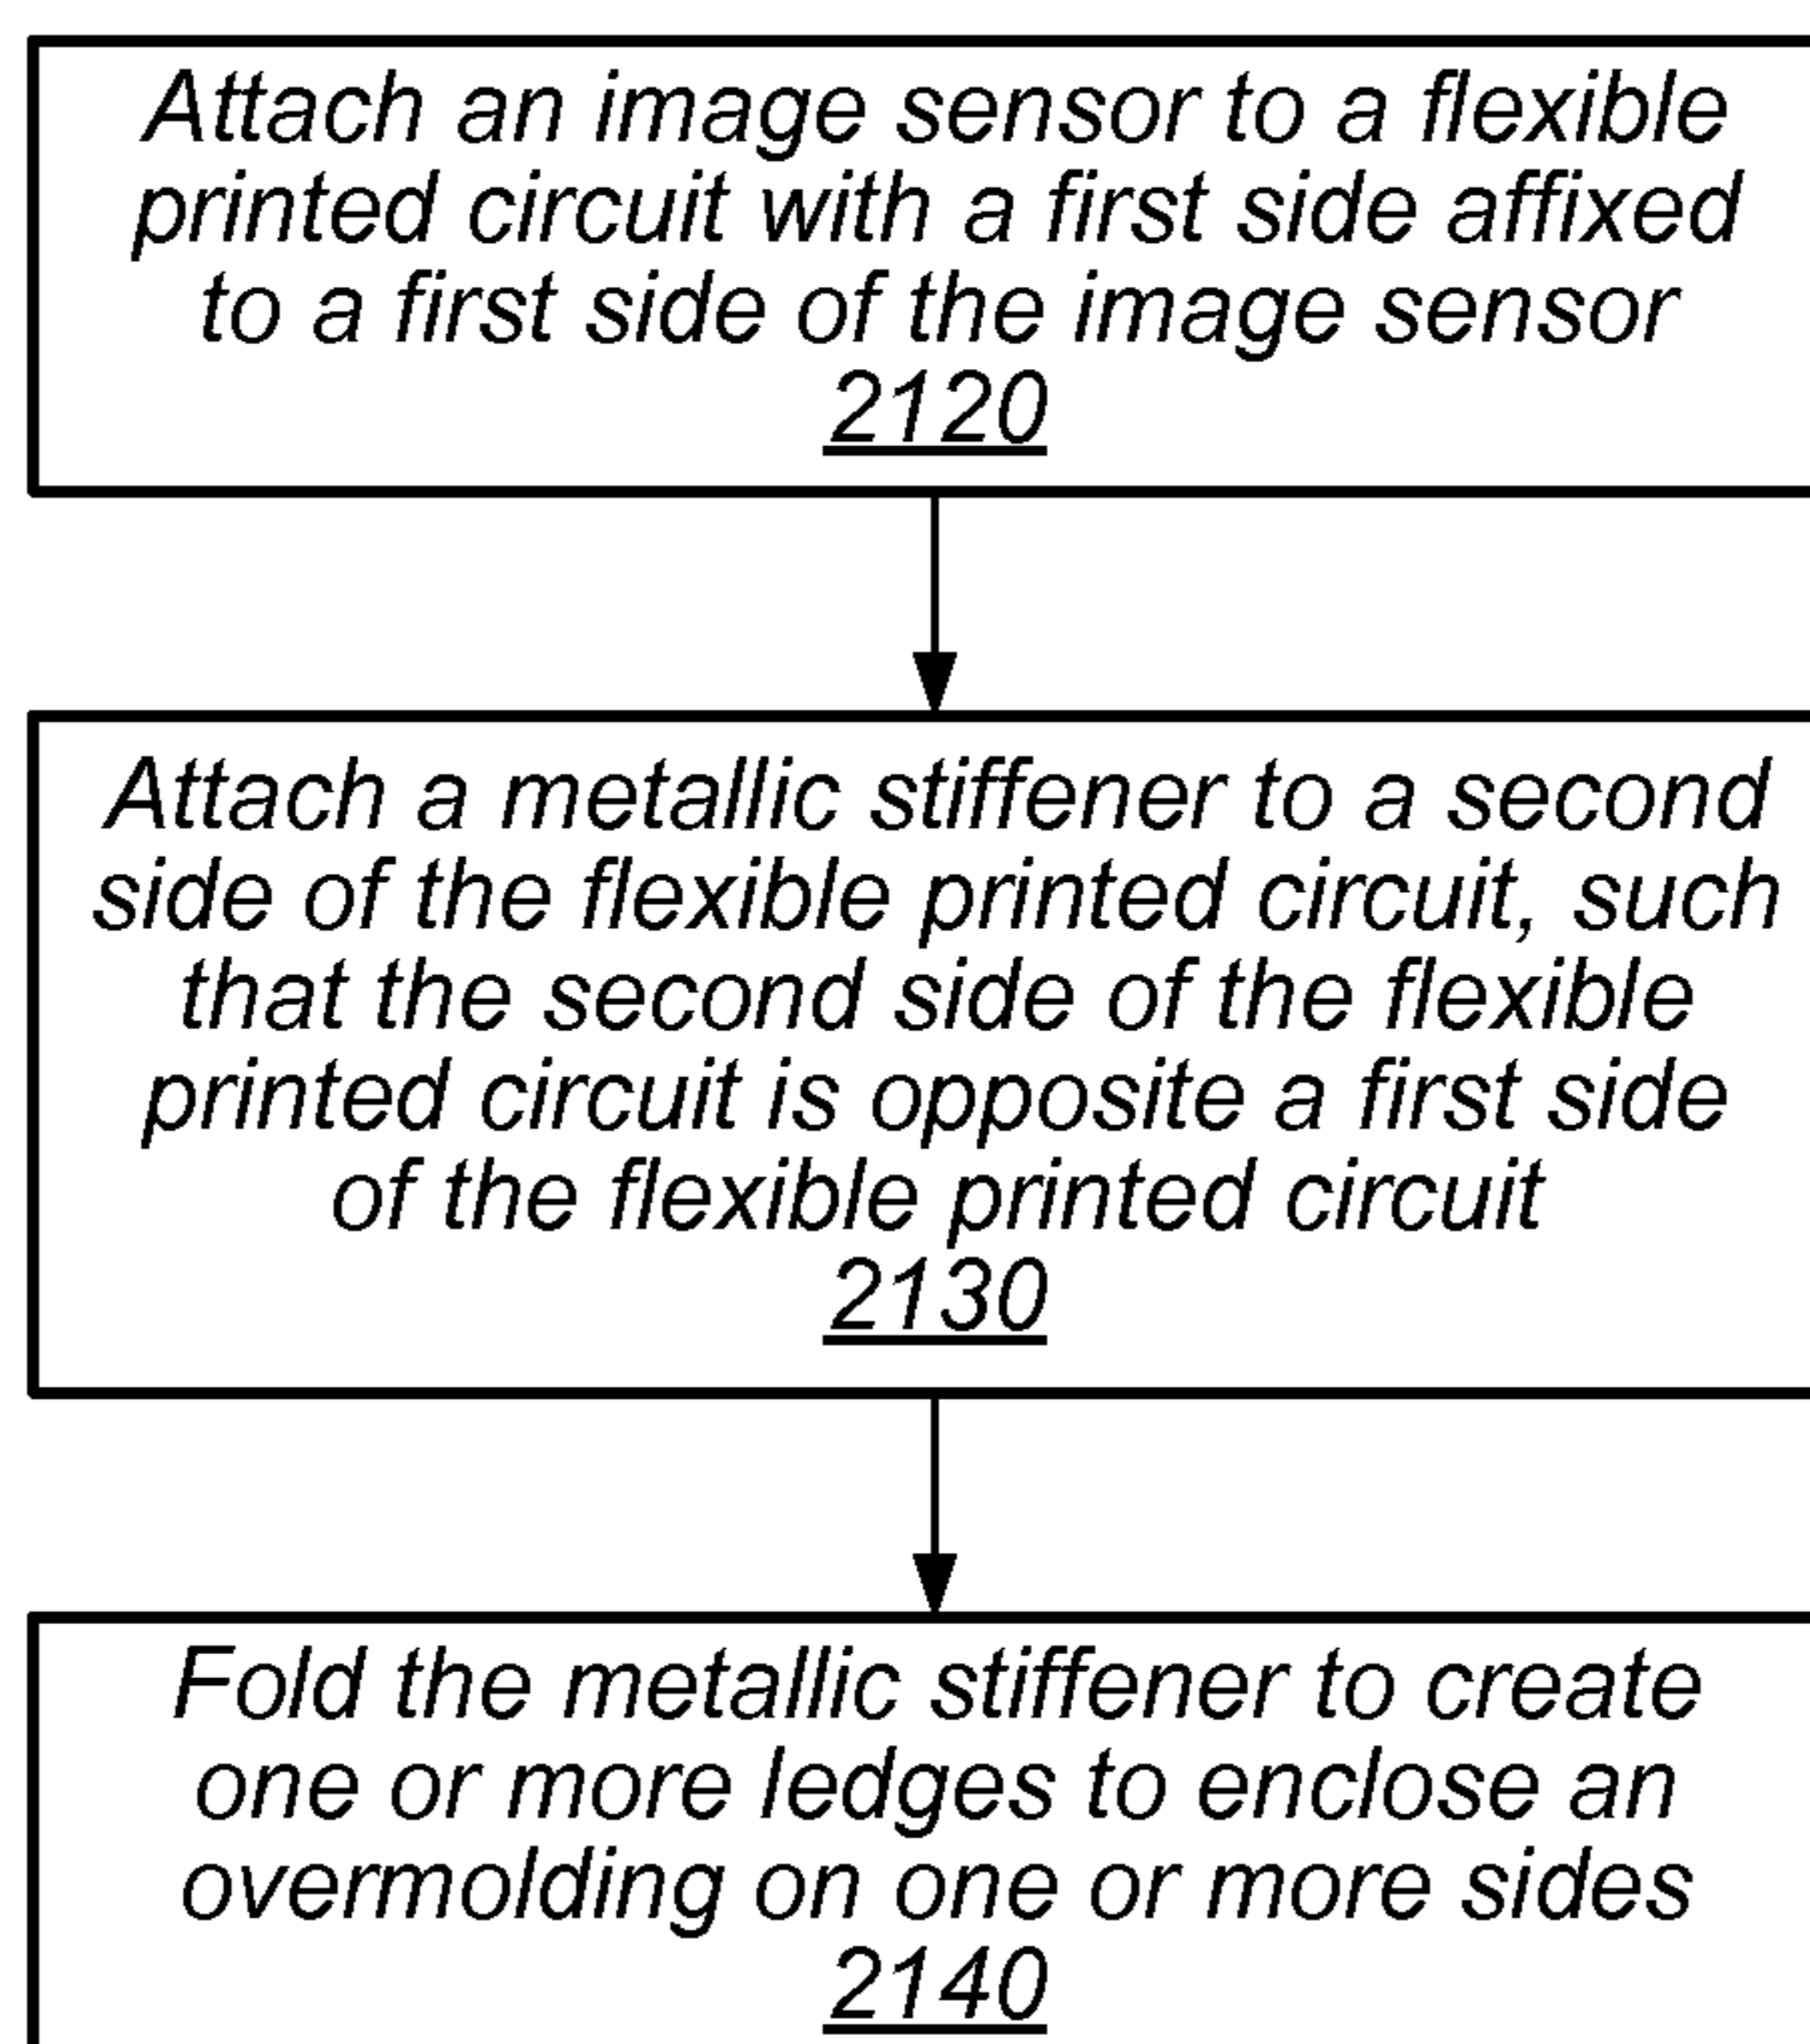 Attach an image sensor to a flexible
printed circuit with a first side affixed
to a first side of the image sensor
2120
Attach a metallic stiffener to a second
side of the flexible printed circuit, such
that the second side of the flexible
printed circuit is opposite a first side
of the flexible printed circuit
2130
Fold the metallic stiffener to create
one or more ledges to enclose an
overmolding on one or more sides
2140